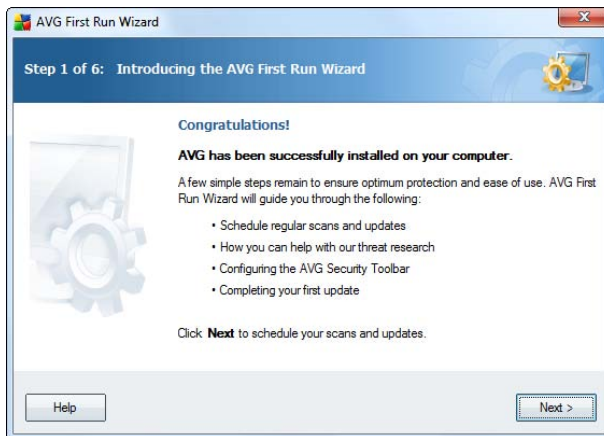 AVG First Run Wizard
Step 1 of 6: Introducing the AVG First Run Wizard
Congratulations!
AVG has been successfully installed on your computer.
A few simple steps remain to ensure optimum protection and ease of use. AVG First
Run Wizard will guide you through the following:
• Schedule regular scans and updates
• How you can help with our threat research
• Configuring the AVG Security Toolbar
• Completing your first update
Click Next to schedule your scans and updates.
Help
Next >